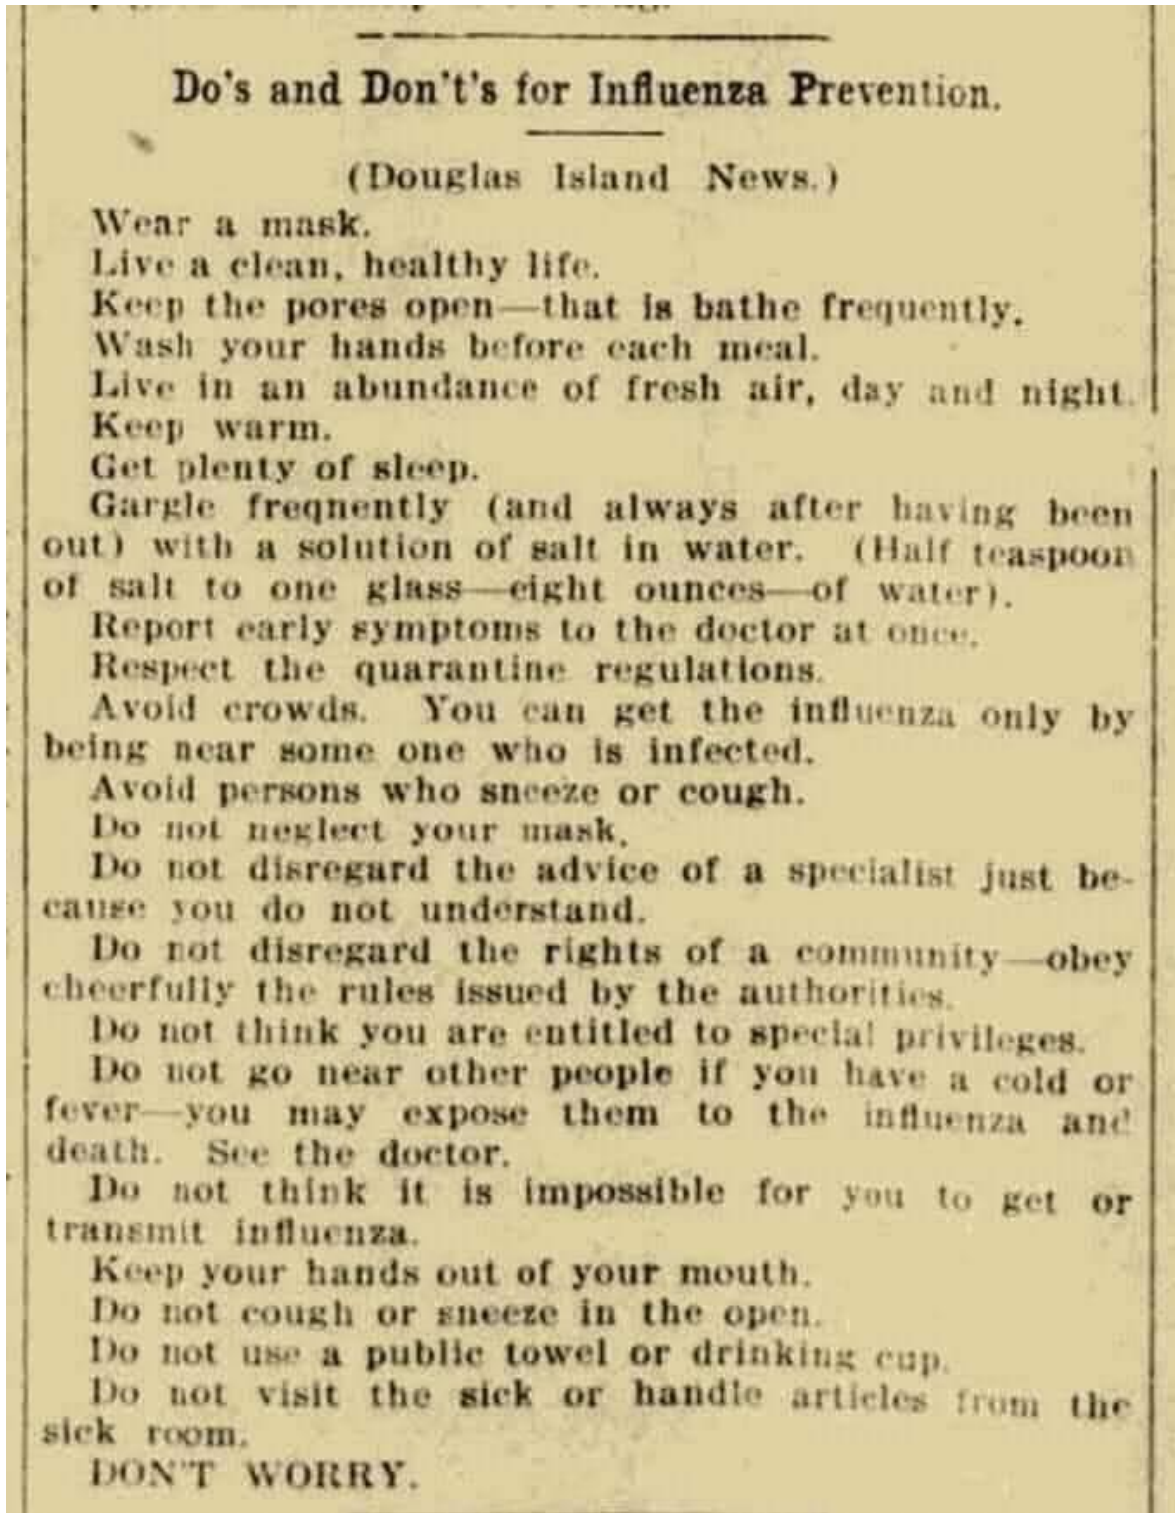 Do's and Don't's for Influenza Prevention.
(Douglas Island News.)
Wear a mask.
Live a clean, healthy life.
Keep the pores open—that is bathe frequently.
Wash your hands before each meal.
Live in an abundance of fresh air, day and night.
Keep warm.
Get plenty of sleep.
Gargle freqnently (and always after having been
out) with a solution of salt in water. (Half teaspoon
of salt to one glass—eight ounces—of water).
Report early symptoms to the doctor at once.
Respect the quarantine regulations.
Avoid crowds. You can get the influenza only by
being near some one who is infected.
Avoid persons who sneeze or cough.
Do not neglect your mask.
Do not disregard the advice of a specialist just be-
cause you do not understand.
Do not disregard the rights of a community—obey
cheerfully the rules issued by the authorities.
Do not think you are entitled to special privileges.
Do not go near other people if you have a cold or
fever—you may expose them to the influenza and
death. See the doctor.
Do not think it is impossible for you to get or
transmit influenza.
Keep your hands out of your mouth.
Do not cough or sneeze in the open.
Do not use a public towel or drinking cup.
Do not visit the sick or handle articles from the
sick room.
DON'T WORRY.